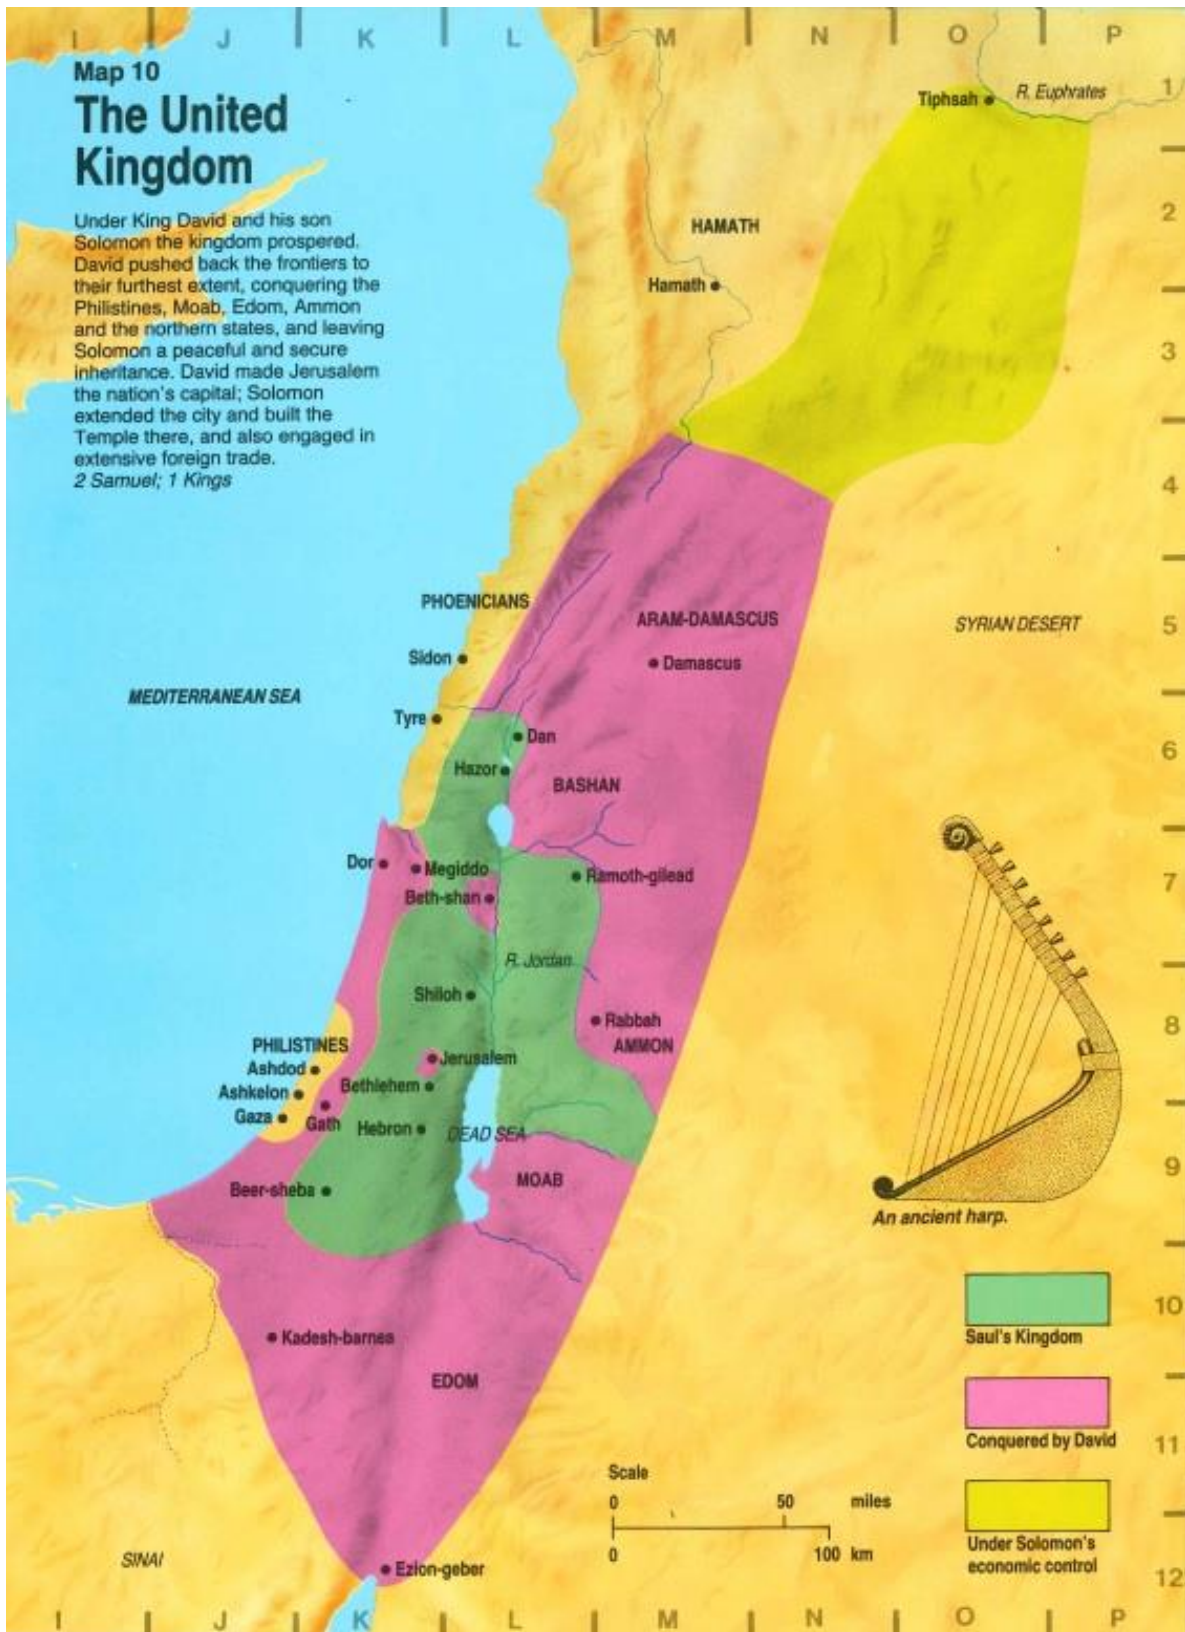 I J K L M N O P
Map 10
The United
Kingdom
Under King David and his son
Solomon the kingdom prospered.
David pushed back the frontiers to
their furthest extent, conquering the
Philistines, Moab, Edom, Ammon
and the northern states, and leaving
Solomon a peaceful and secure
inheritance. David made Jerusalem
the nation's capital; Solomon
extended the city and built the
Temple there, and also engaged in
extensive foreign trade.
2 Samuel; 1 Kings
1
Tiphsah
R. Euphrates
2
HAMATH
Hamath
3
4
PHOENICIANS
ARAM-DAMASCUS
SYRIAN DESERT
5
Sidon
Damascus
MEDITERRANEAN SEA
Tyre
Dan
6
Hazor
BASHAN
Dor
Megiddo
Ramoth-gilead
7
Beth-shan
R. Jordan
Shiloh
Rabbah
8
PHILISTINES
AMMON
Jerusalem
Ashdod
Bethlehem
Ashkelon
Gaza
Gath
Hebron
DEAD SEA
9
MOAB
Beer-sheba
An ancient harp.
10
Kadesh-barnea
Saul's Kingdom
EDOM
Conquered by David
11
Scale
0 50 miles
0 100 km
Under Solomon's
economic control
SINAI
Ezion-geber
12
I J K L M N O P